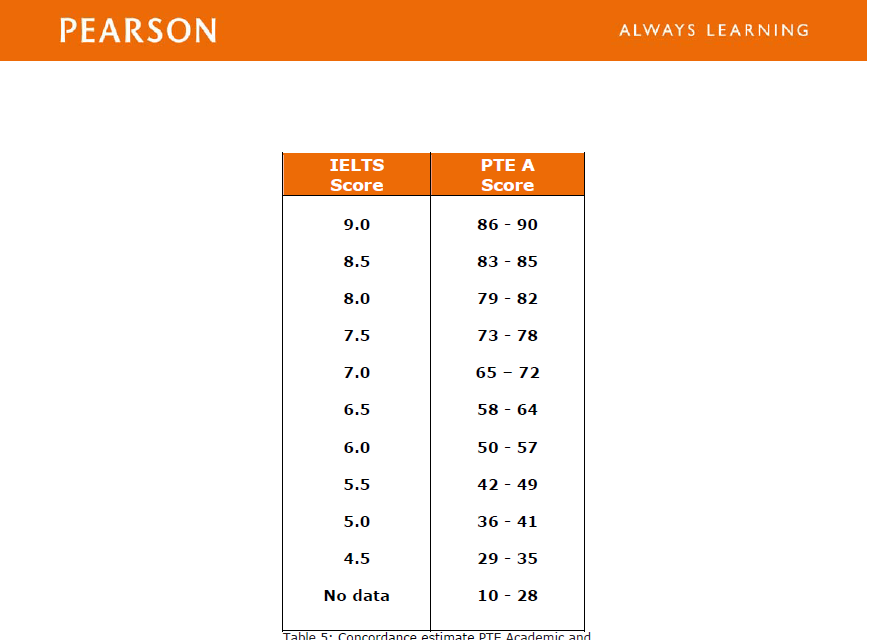 PEARSON ALWAYS LEARNING
IELTS Score PTE A Score
9.0 86 - 90
8.5 83 - 85
8.0 79 - 82
7.5 73 - 78
7.0 65 – 72
6.5 58 - 64
6.0 50 - 57
5.5 42 - 49
5.0 36 - 41
4.5 29 - 35
No data 10 - 28
Table 5: Concordance estimate PTE Academic and